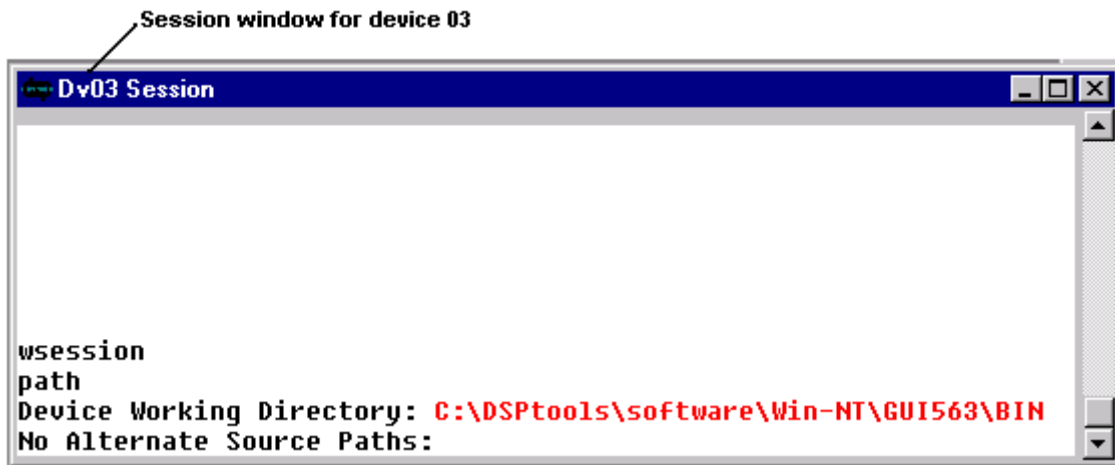 Session window for device 03
Dv03 Session
wsession
path
Device Working Directory: C:\DSPtools\software\Win-NT\GUI563\BIN
No Alternate Source Paths: